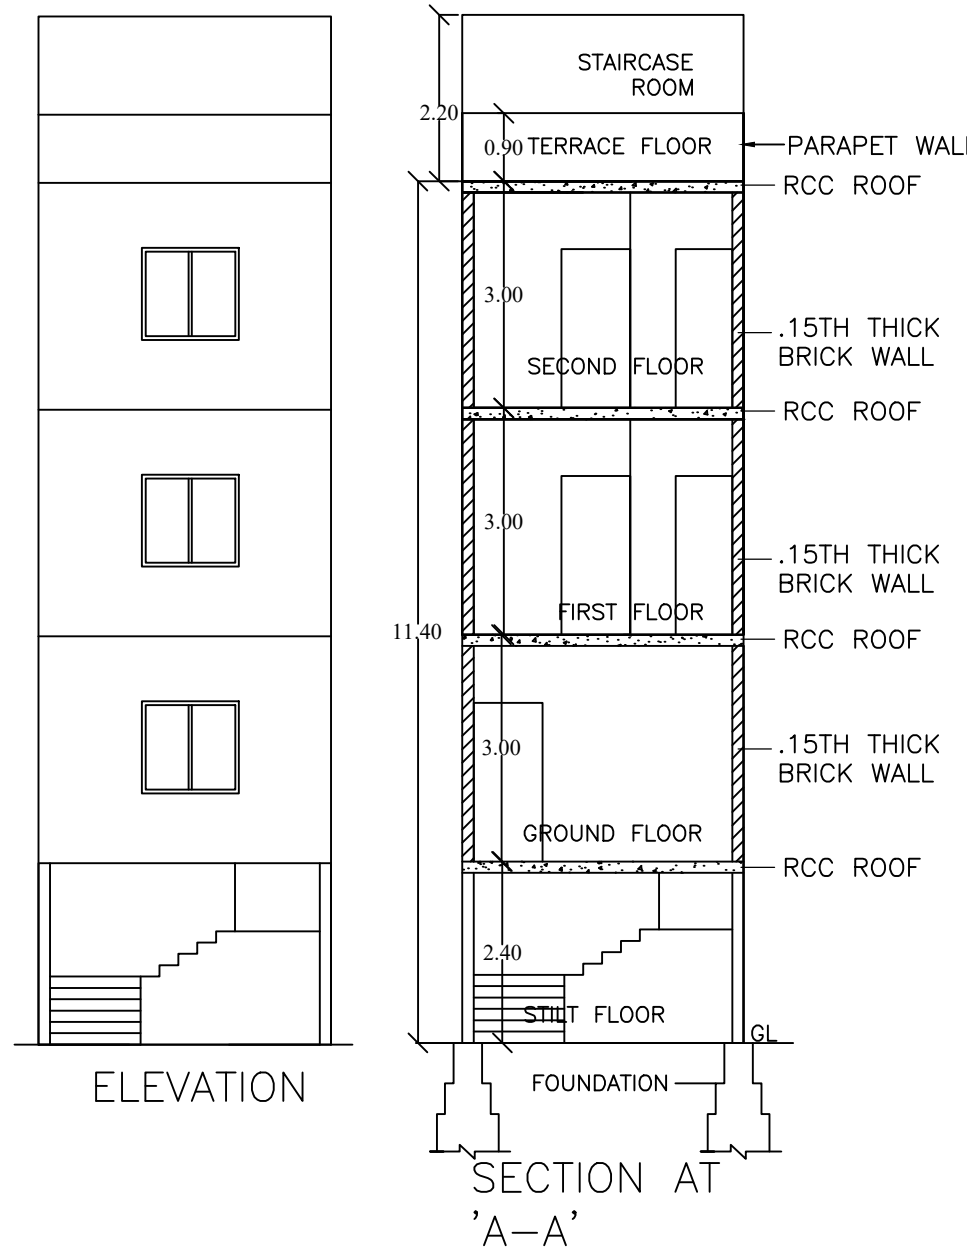 STAIRCASE
ROOM
2.20
0.90 TERRACE FLOOR
PARAPET WALL
RCC ROOF
3.00
.15TH THICK
BRICK WALL
SECOND FLOOR
RCC ROOF
3.00
.15TH THICK
BRICK WALL
FIRST FLOOR
11.40
RCC ROOF
3.00
.15TH THICK
BRICK WALL
GROUND FLOOR
RCC ROOF
2.40
STILT FLOOR
GL
FOUNDATION
ELEVATION
SECTION AT
'A-A'